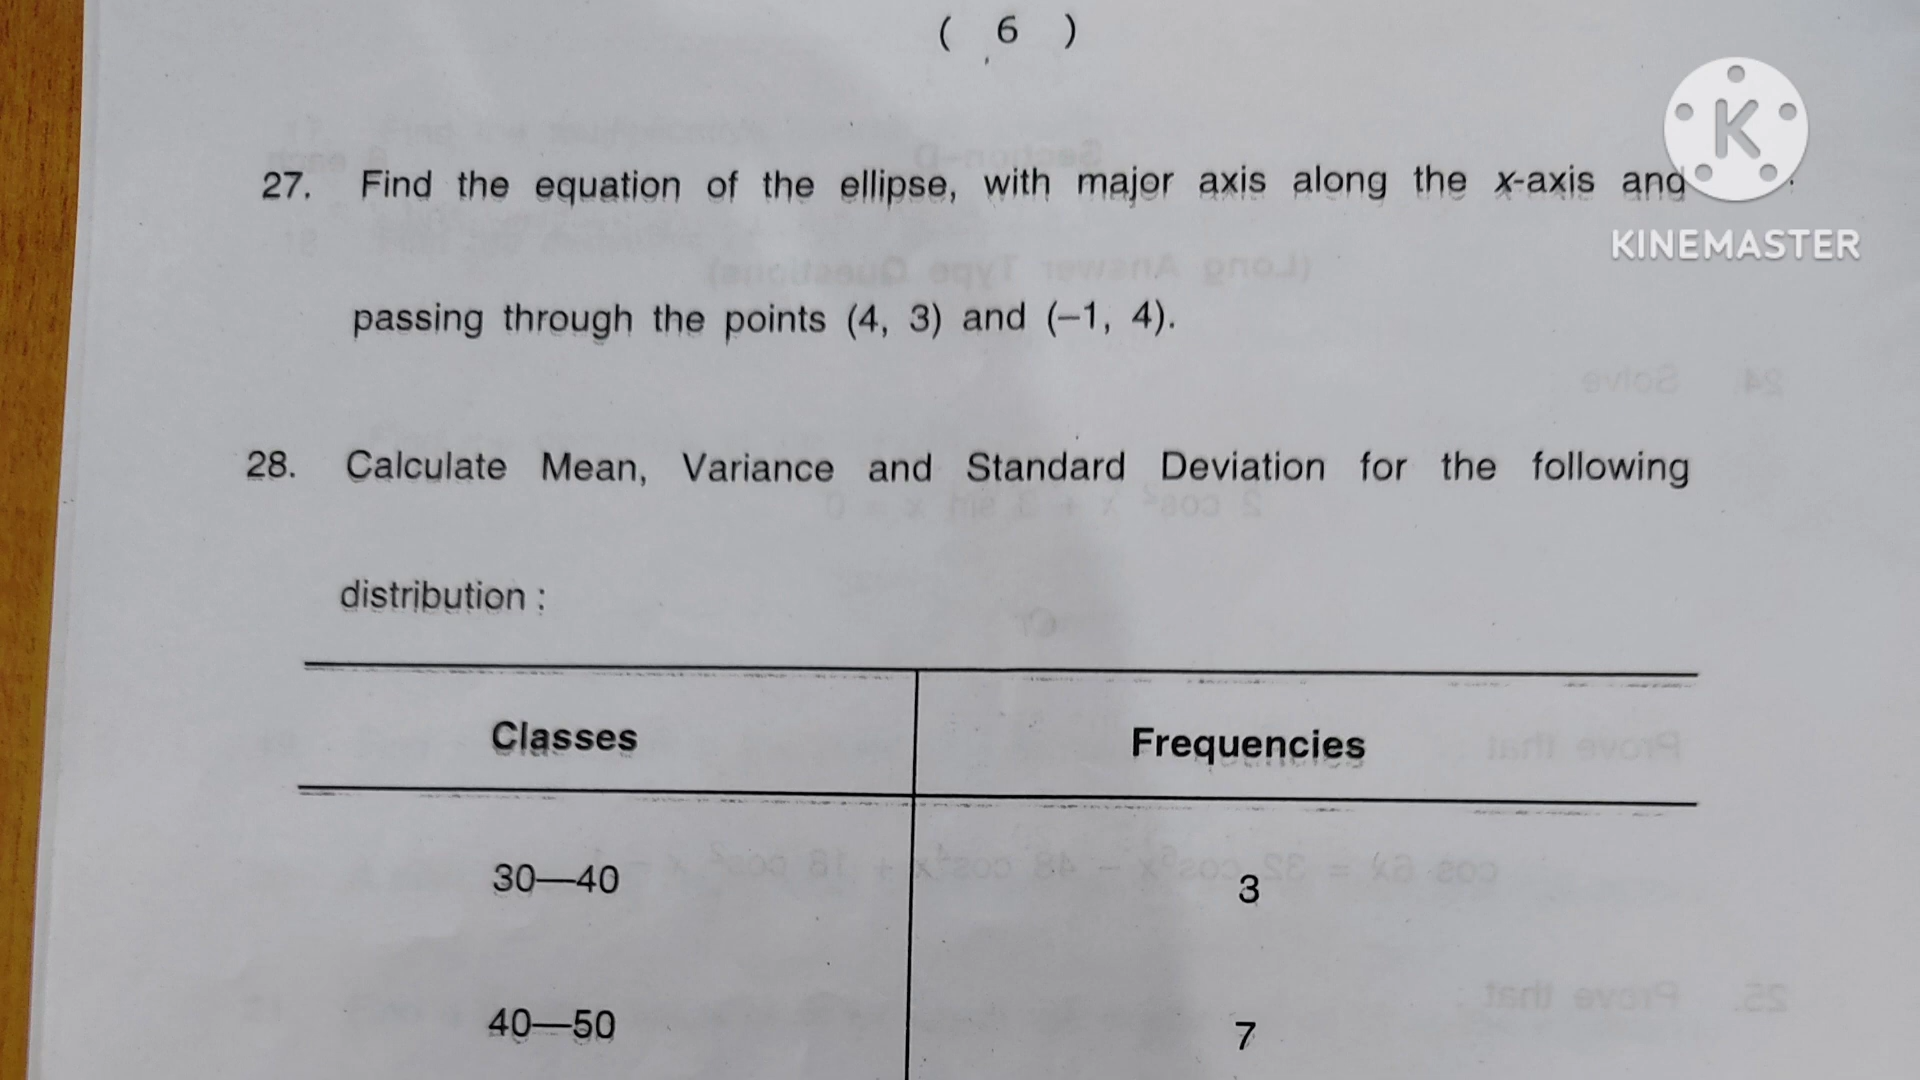 ( 6 )
27. Find the equation of the ellipse, with major axis along the x-axis and
K
KINEMASTER
passing through the points (4, 3) and (–1, 4).
28. Calculate Mean, Variance and Standard Deviation for the following
distribution :
Classes Frequencies
30—40 3
40—50 7